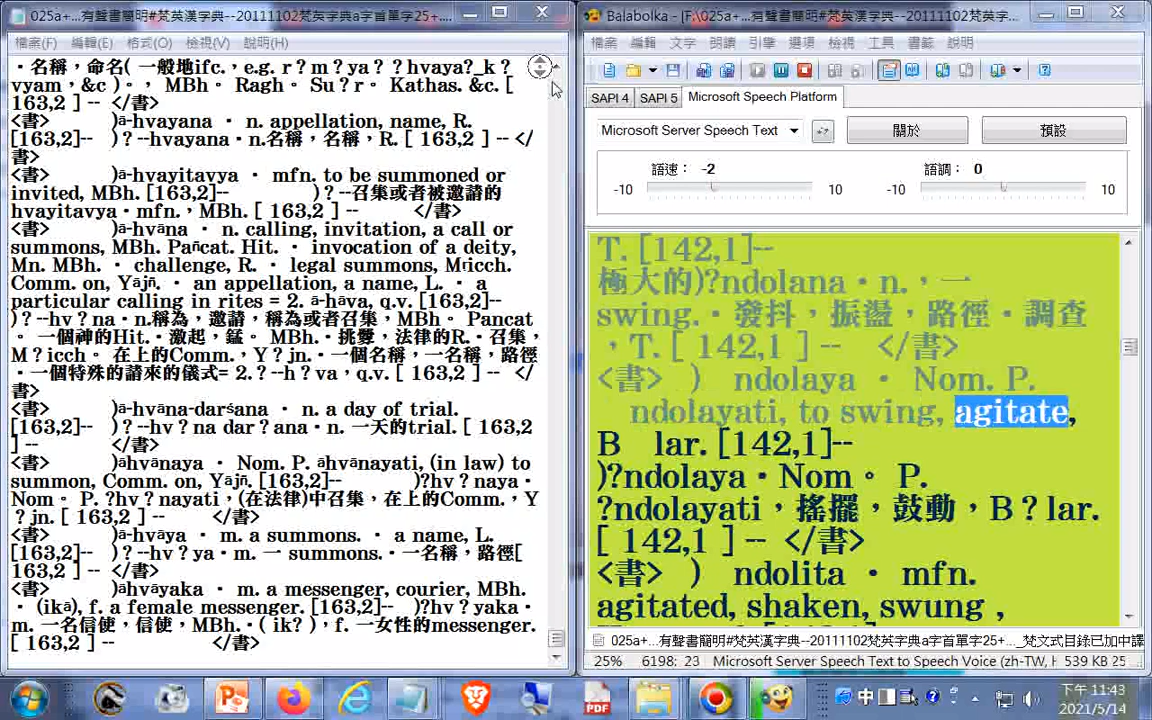 025a+...有聲書簡明#梵英漢字典--20111102梵英字典a字首單字25+...
檔案(F) 編輯(E) 格式(O) 檢視(V) 說明(H)
・名稱，命名( 一般地ifc.，e.g. r？m？ya？？hvaya?_k？
vyam，&c )。， MBh。Ragh。Su？r。Kathas. &c. [
163,2 ] -- </書>
<書> )ā-hvayana ・ n. appellation, name, R.
[163,2]-- )？--hvayana・n.名稱，名稱，R. [ 163,2 ] -- </
書>
<書> )ā-hvayitavya ・ mfn. to be summoned or
invited, MBh. [163,2]-- )？--召集或者被邀請的
hvayitavya・mfn.，MBh. [ 163,2 ] -- </書>
<書> )ā-hvāna ・ n. calling, invitation, a call or
summons, MBh. Pañcat. Hit. ・ invocation of a deity,
Mn. MBh. ・ challenge, R. ・ legal summons, Mṛicch.
Comm. on, Yājñ. ・ an appellation, a name, L. ・ a
particular calling in rites = 2. ā-hāva, q.v. [163,2]--
)？--hv？na・n.稱為，邀請，稱為或者召集，MBh。Pancat
。一個神的Hit.・激起，錳。 MBh.・挑釁，法律的R.・召集，
M？icch。 在上的Comm.，Y？jn.・一個名稱，一名稱，路徑
・一個特殊的請來的儀式= 2.？--h？va，q.v. [ 163,2 ] -- </
書>
<書> )ā-hvāna-darśana ・ n. a day of trial.
[163,2]-- )？--hv？na dar？ana・n. 一天的trial. [ 163,2
] -- </書>
<書> )āhvānaya ・ Nom. P. āhvānayati, (in law) to
summon, Comm. on, Yājñ. [163,2]-- )?hv？naya・
Nom。 P. ?hv？nayati，(在法律)中召集，在上的Comm.，Y
？jn. [ 163,2 ] -- </書>
<書> )ā-hvāya ・ m. a summons. ・ a name, L.
[163,2]-- )？--hv？ya・m. 一 summons.・一名稱，路徑[
163,2 ] -- </書>
<書> )āhvāyaka ・ m. a messenger, courier, MBh.
・ (ikā), f. a female messenger. [163,2]-- )?hv？yaka・
m. 一名信使，信使，MBh.・( ik？)，f. 一女性的messenger.
[ 163,2 ] -- </書>
Balabolka - [F:\025a+...有聲書簡明#梵英漢字典--20111102梵英字...
檔案 編輯 文字 朗讀 引擎 選項 檢視 工具 書籤 說明
SAPI 4 SAPI 5 Microsoft Speech Platform
Microsoft Server Speech Text 關於 預設
語速： -2 語調： 0
-10 10 -10 10
T. [142,1]--
極大的)?ndolana・n.，一
swing.・發抖，振盪，路徑・調查
，T. [ 142,1 ] -- </書>
<書> ) ndolaya ・ Nom. P.
ndolayati, to swing, agitate,
B lar. [142,1]--
)?ndolaya・Nom。 P.
?ndolayati，搖擺，鼓動，B？lar.
[ 142,1 ] -- </書>
<書> ) ndolita ・ mfn.
agitated, shaken, swung ,
025a+...有聲書簡明#梵英漢字典--20111102梵英字典a字首單字25+..._梵文式目錄已加中譯
25% 6198: 23 Microsoft Server Speech Text to Speech Voice (zh-TW, H 539 KB 25
中
PDF
下午 11:43
2021/5/14